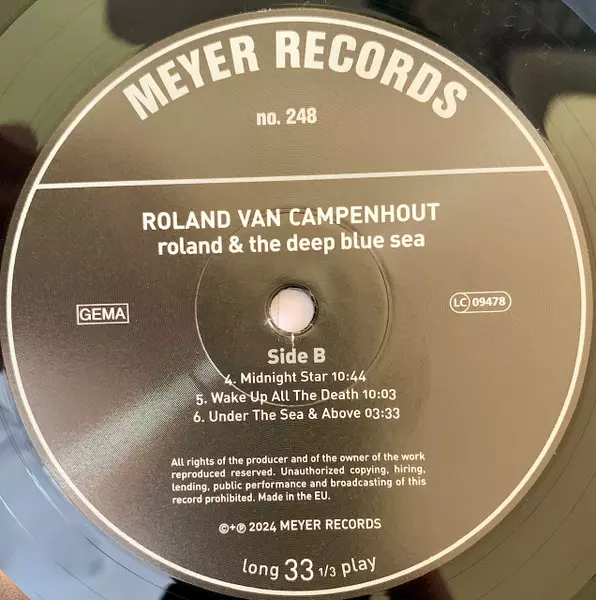 MEYER RECORDS
no. 248
ROLAND VAN CAMPENHOUT
roland & the deep blue sea
GEMA
LC 09478
Side B
4. Midnight Star 10:44
5. Wake Up All The Death 10:03
6. Under The Sea & Above 03:33
All rights of the producer and of the owner of the work
reproduced reserved. Unauthorized copying, hiring,
lending, public performance and broadcasting of this
record prohibited. Made in the EU.
©+℗ 2024 MEYER RECORDS
long 33 1/3 play